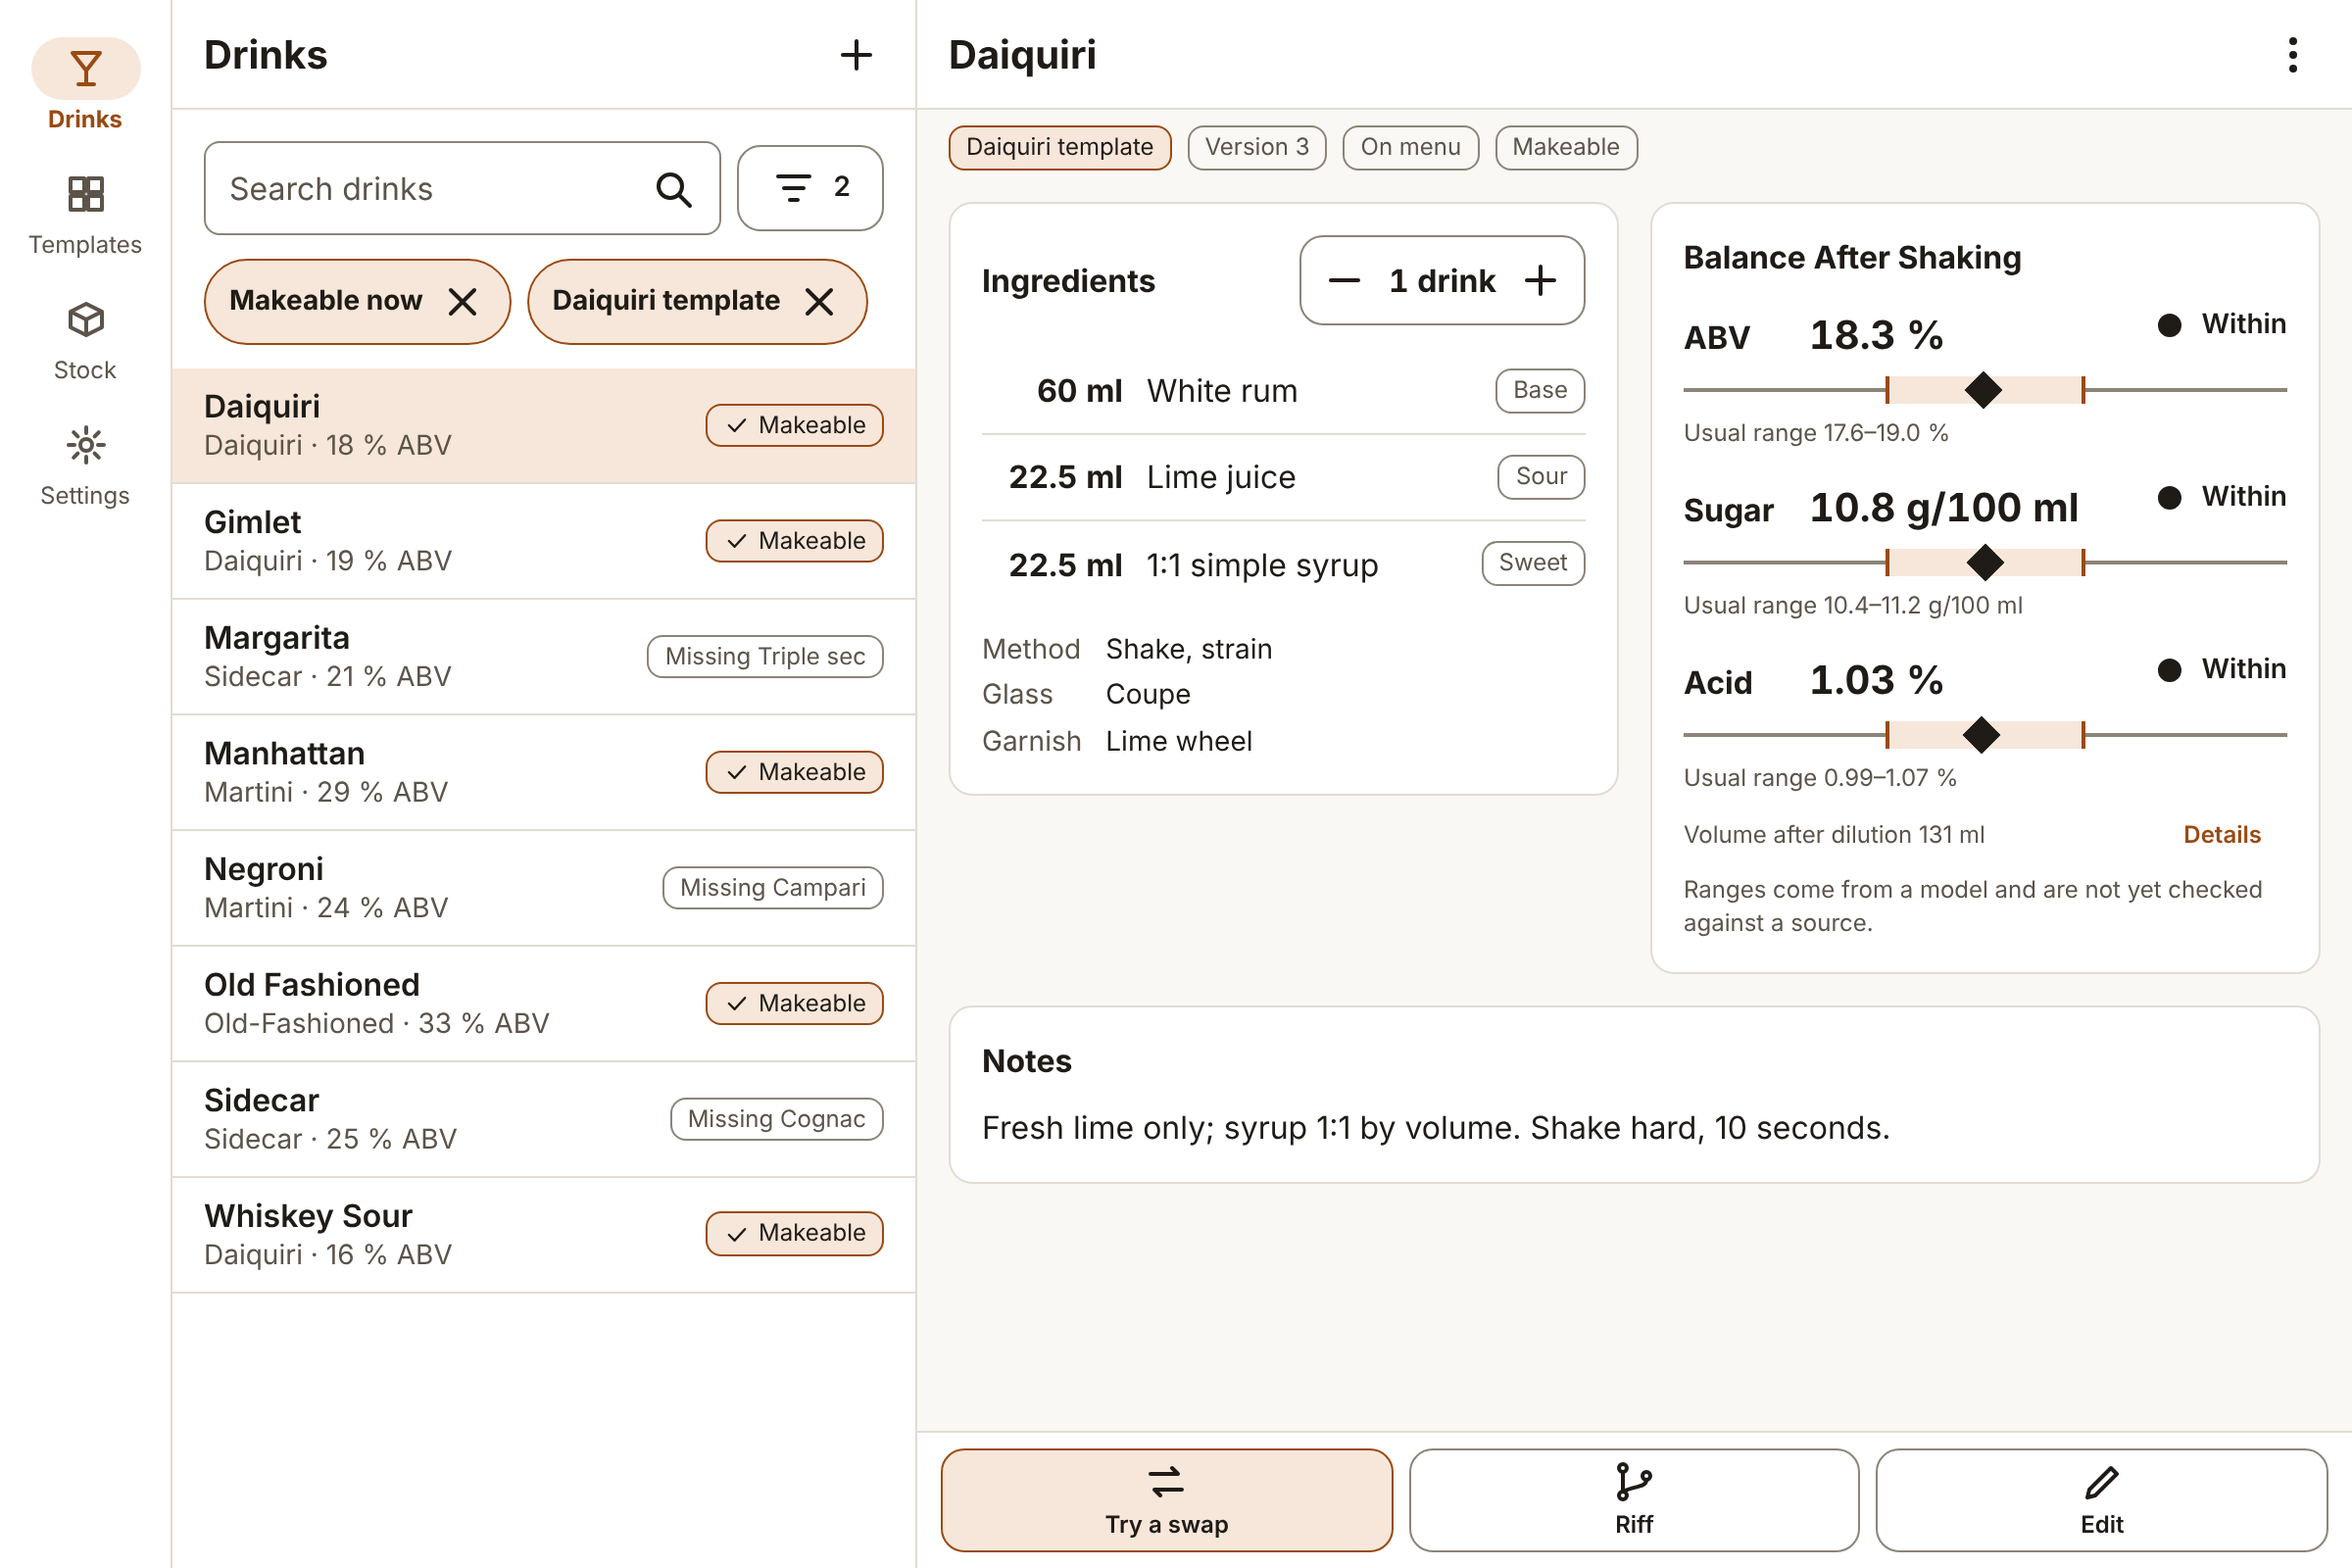 Drinks
Templates
Stock
Settings
Drinks
Search drinks
2
Makeable now
Daiquiri template
Daiquiri
Daiquiri · 18 % ABV
Makeable
Gimlet
Daiquiri · 19 % ABV
Makeable
Margarita
Sidecar · 21 % ABV
Missing Triple sec
Manhattan
Martini · 29 % ABV
Makeable
Negroni
Martini · 24 % ABV
Missing Campari
Old Fashioned
Old-Fashioned · 33 % ABV
Makeable
Sidecar
Sidecar · 25 % ABV
Missing Cognac
Whiskey Sour
Daiquiri · 16 % ABV
Makeable
Daiquiri
Daiquiri template
Version 3
On menu
Makeable
Ingredients
1 drink
60 ml White rum Base
22.5 ml Lime juice Sour
22.5 ml 1:1 simple syrup Sweet
Method Shake, strain
Glass Coupe
Garnish Lime wheel
Balance After Shaking
ABV 18.3 % Within
Usual range 17.6–19.0 %
Sugar 10.8 g/100 ml Within
Usual range 10.4–11.2 g/100 ml
Acid 1.03 % Within
Usual range 0.99–1.07 %
Volume after dilution 131 ml Details
Ranges come from a model and are not yet checked
against a source.
Notes
Fresh lime only; syrup 1:1 by volume. Shake hard, 10 seconds.
Try a swap
Riff
Edit